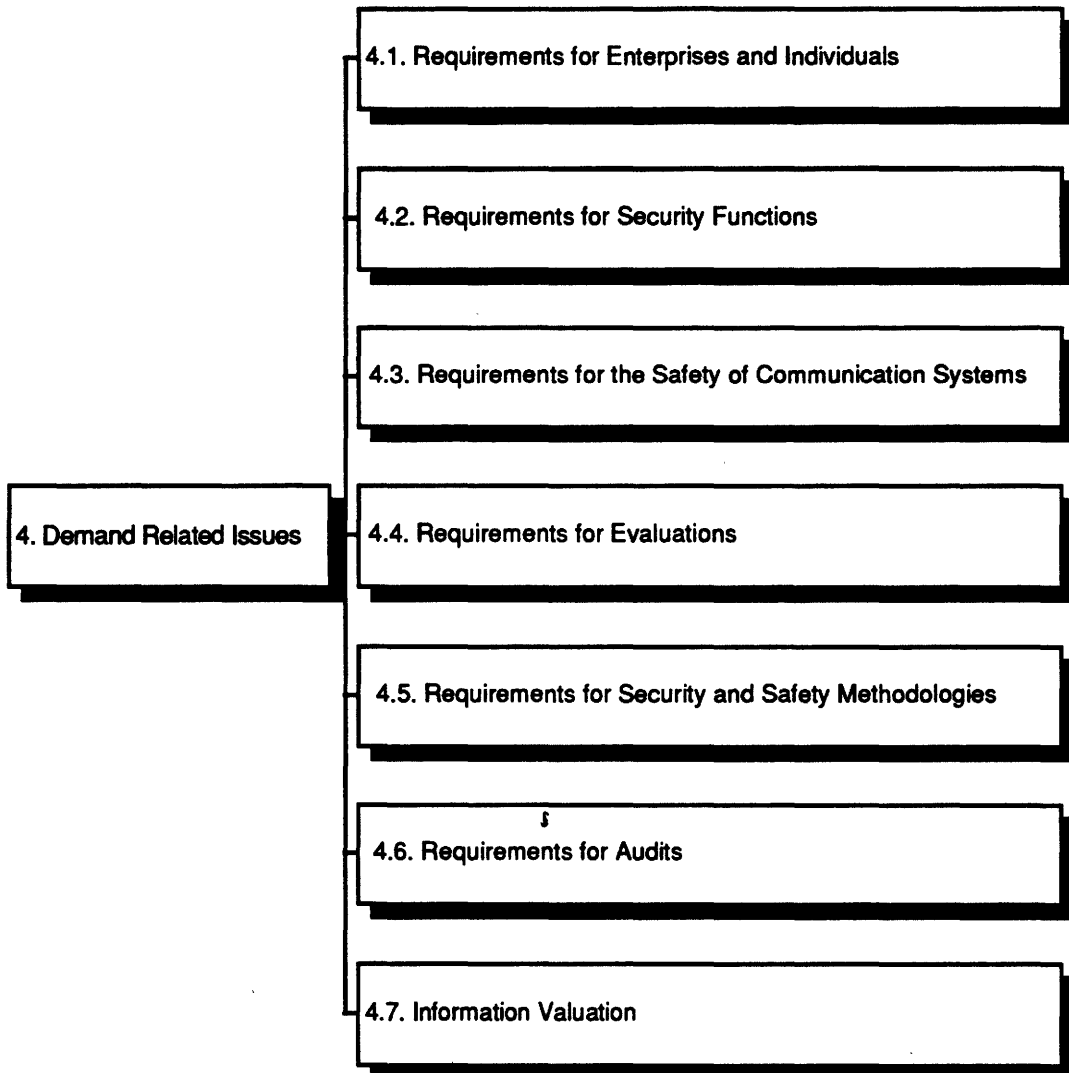 4.1. Requirements for Enterprises and Individuals
4.2. Requirements for Security Functions
4.3. Requirements for the Safety of Communication Systems
4. Demand Related Issues
4.4. Requirements for Evaluations
4.5. Requirements for Security and Safety Methodologies
4.6. Requirements for Audits
4.7. Information Valuation